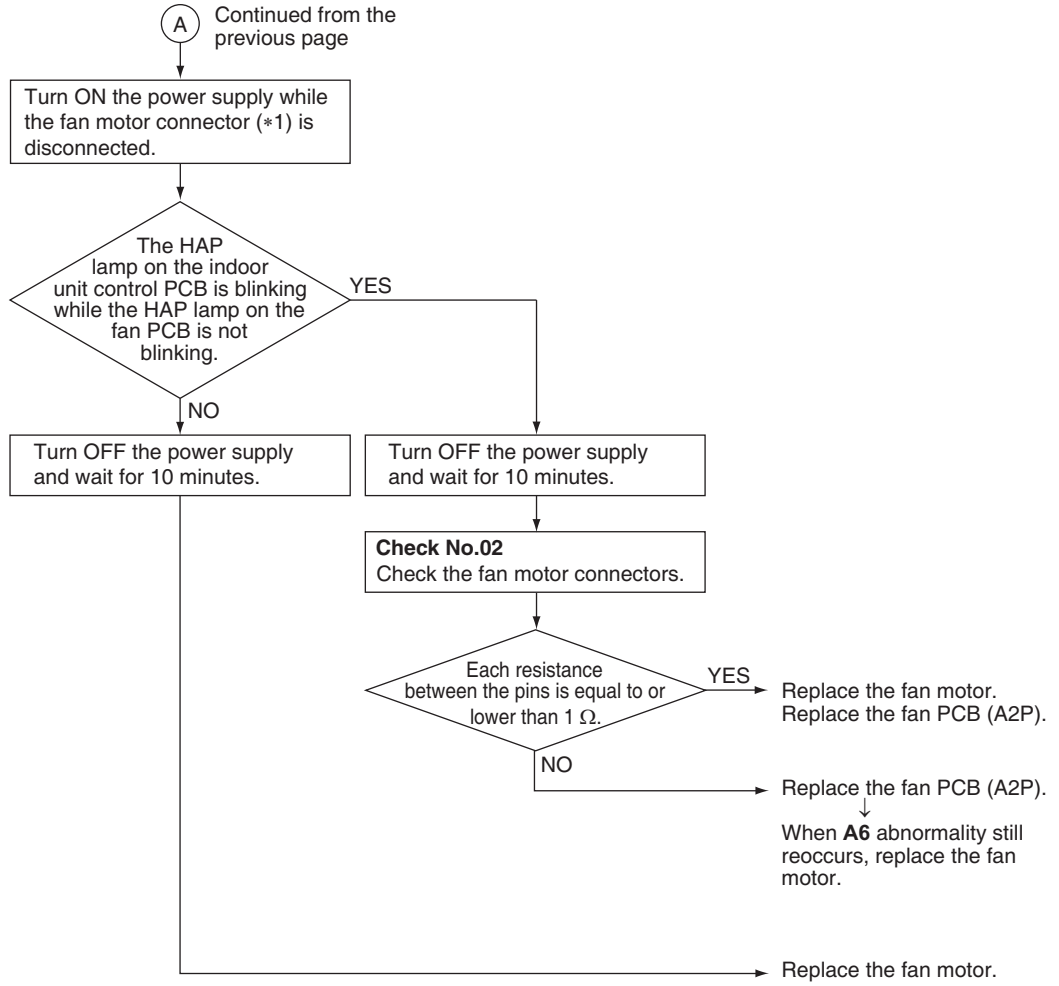 A
Continued from the
previous page
Turn ON the power supply while
the fan motor connector (*1) is
disconnected.
The HAP
lamp on the indoor
unit control PCB is blinking
while the HAP lamp on the
fan PCB is not
blinking.
YES
NO
Turn OFF the power supply
and wait for 10 minutes.
Turn OFF the power supply
and wait for 10 minutes.
Check No.02
Check the fan motor connectors.
Each resistance
between the pins is equal to or
lower than 1 Ω.
YES
Replace the fan motor.
Replace the fan PCB (A2P).
NO
Replace the fan PCB (A2P).
↓
When A6 abnormality still
reoccurs, replace the fan
motor.
Replace the fan motor.